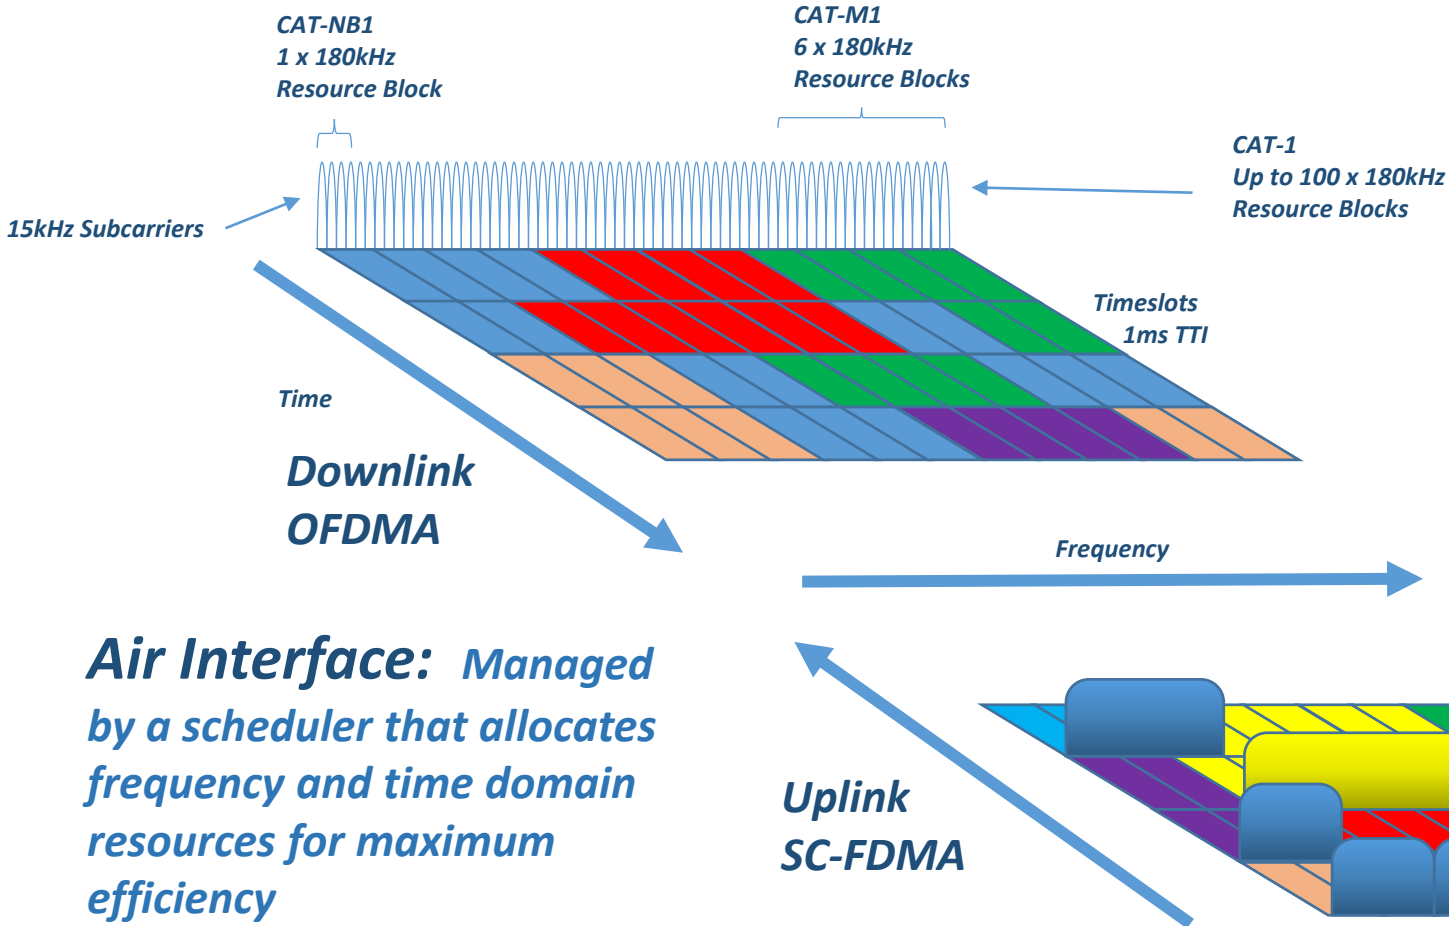 CAT-NB1
1 x 180kHz
Resource Block
CAT-M1
6 x 180kHz
Resource Blocks
CAT-1
Up to 100 x 180kHz
Resource Blocks
15kHz Subcarriers
Timeslots
1ms TTI
Time
Downlink
OFDMA
Frequency
Air Interface: Managed
by a scheduler that allocates
frequency and time domain
resources for maximum
efficiency
Uplink
SC-FDMA